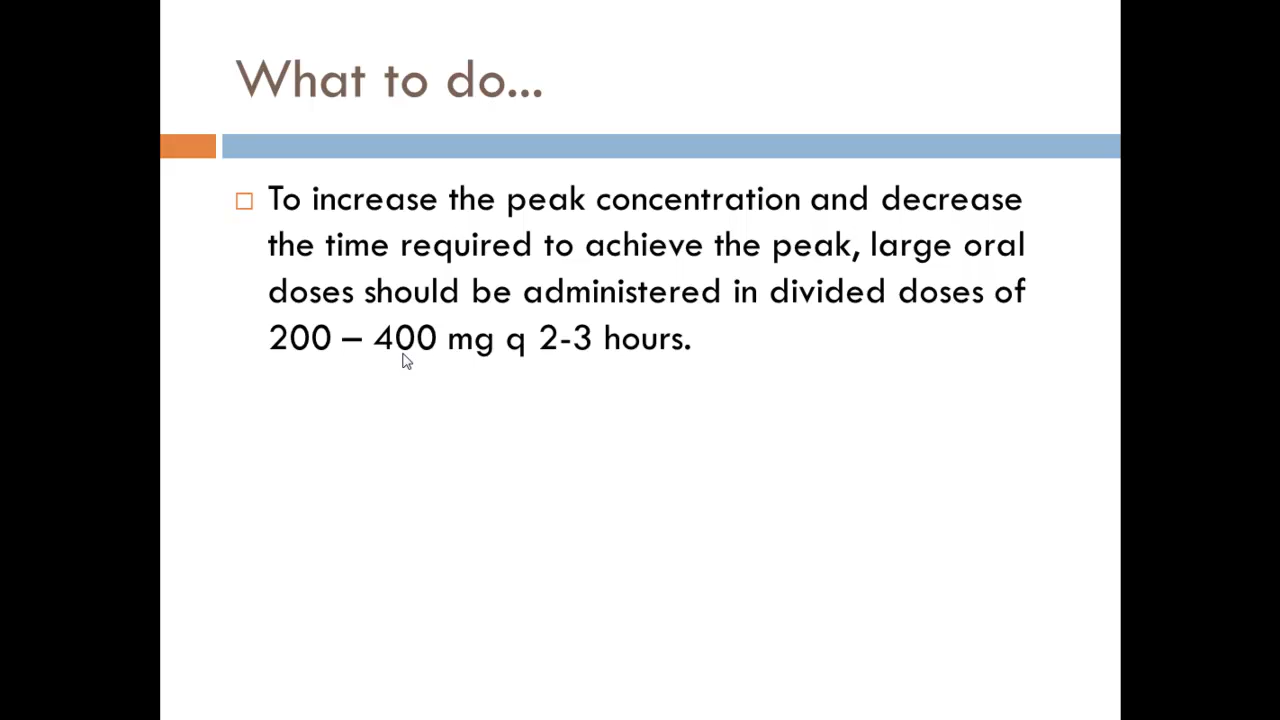 What to do...
To increase the peak concentration and decrease
the time required to achieve the peak, large oral
doses should be administered in divided doses of
200 – 400 mg q 2-3 hours.